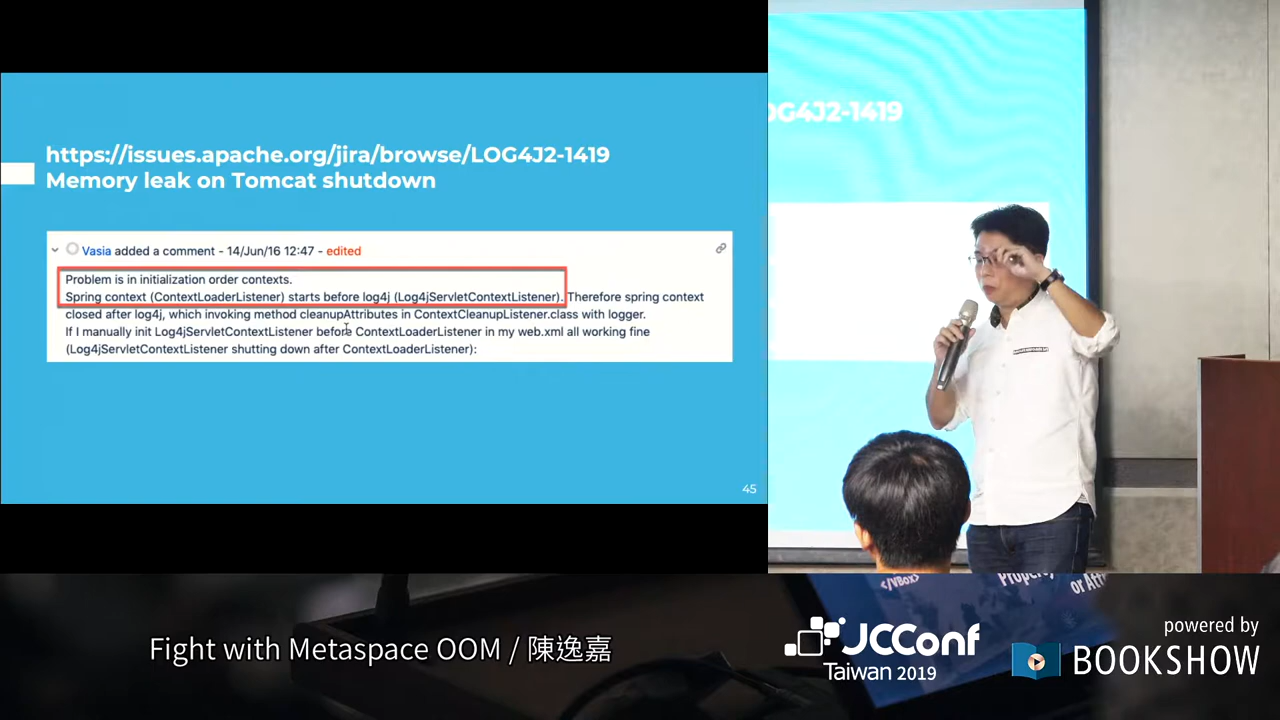 https://issues.apache.org/jira/browse/LOG4J2-1419
Memory leak on Tomcat shutdown
Vasia added a comment - 14/Jun/16 12:47 - edited
Problem is in initialization order contexts.
Spring context (ContextLoaderListener) starts before log4j (Log4jServletContextListener). Therefore spring context
closed after log4j, which invoking method cleanupAttributes in ContextCleanupListener.class with logger.
If I manually init Log4jServletContextListener before ContextLoaderListener in my web.xml all working fine
(Log4jServletContextListener shutting down after ContextLoaderListener):
45
OG4J2-1419
</VBox>
Property
or Attr
Fight with Metaspace OOM / 陳逸嘉
JCConf
Taiwan 2019
powered by
BOOKSHOW